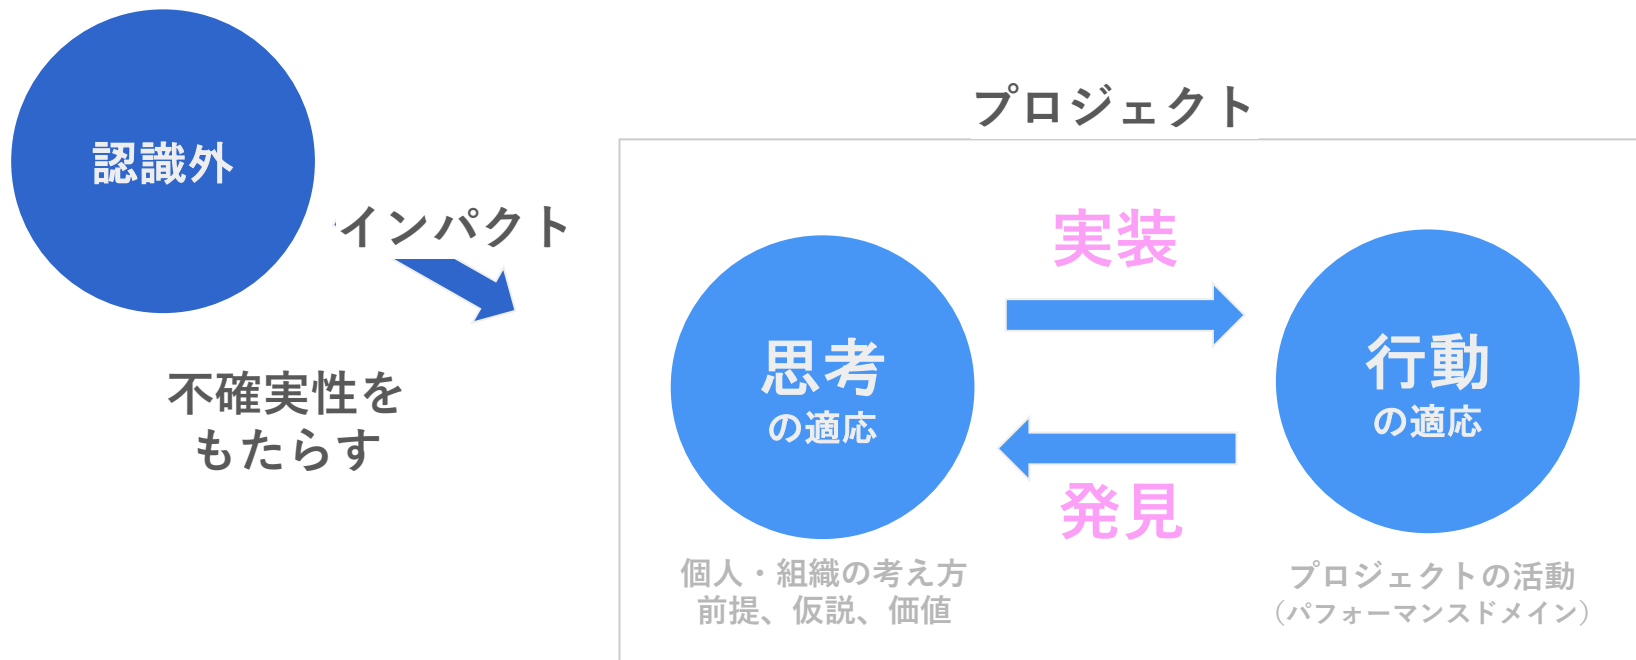 認識外
インパクト
不確実性を
もたらす
プロジェクト
思考
の適応
個人・組織の考え方
前提、仮説、価値
実装
発見
行動
の適応
プロジェクトの活動
（パフォーマンスドメイン）